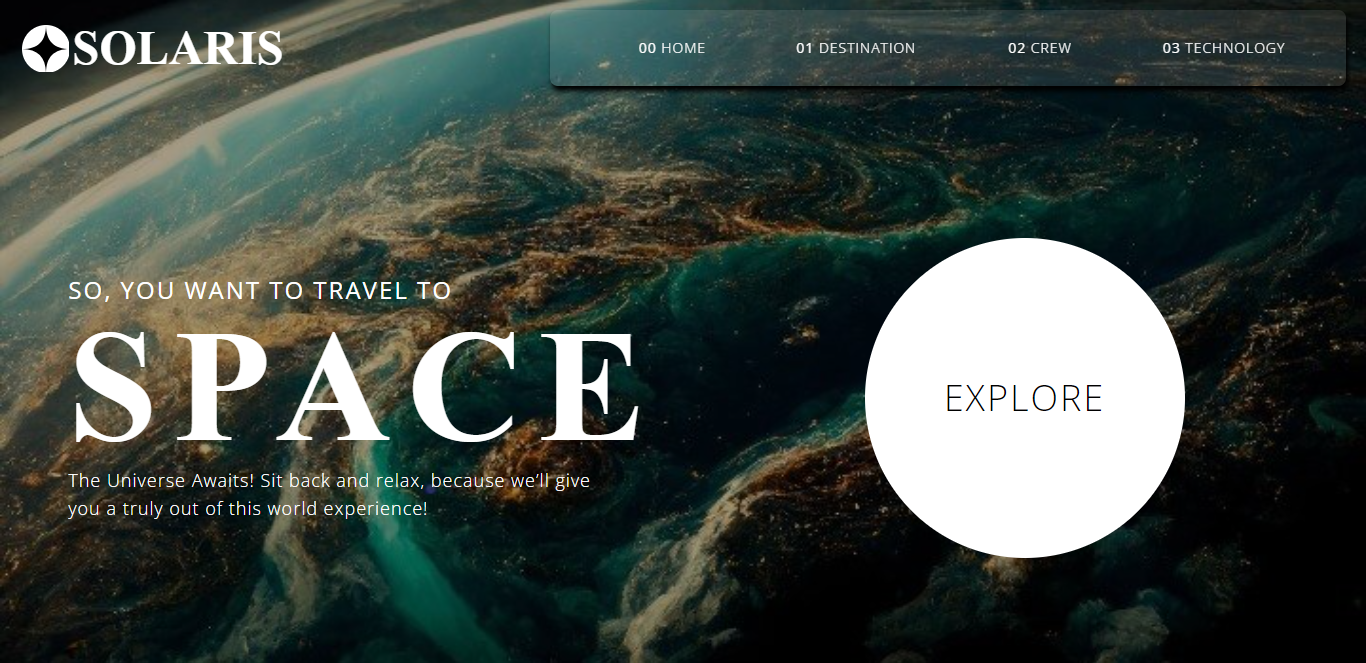 SOLARIS
00 HOME 01 DESTINATION 02 CREW 03 TECHNOLOGY
SO, YOU WANT TO TRAVEL TO
SPACE
The Universe Awaits! Sit back and relax, because we’ll give
you a truly out of this world experience!
EXPLORE